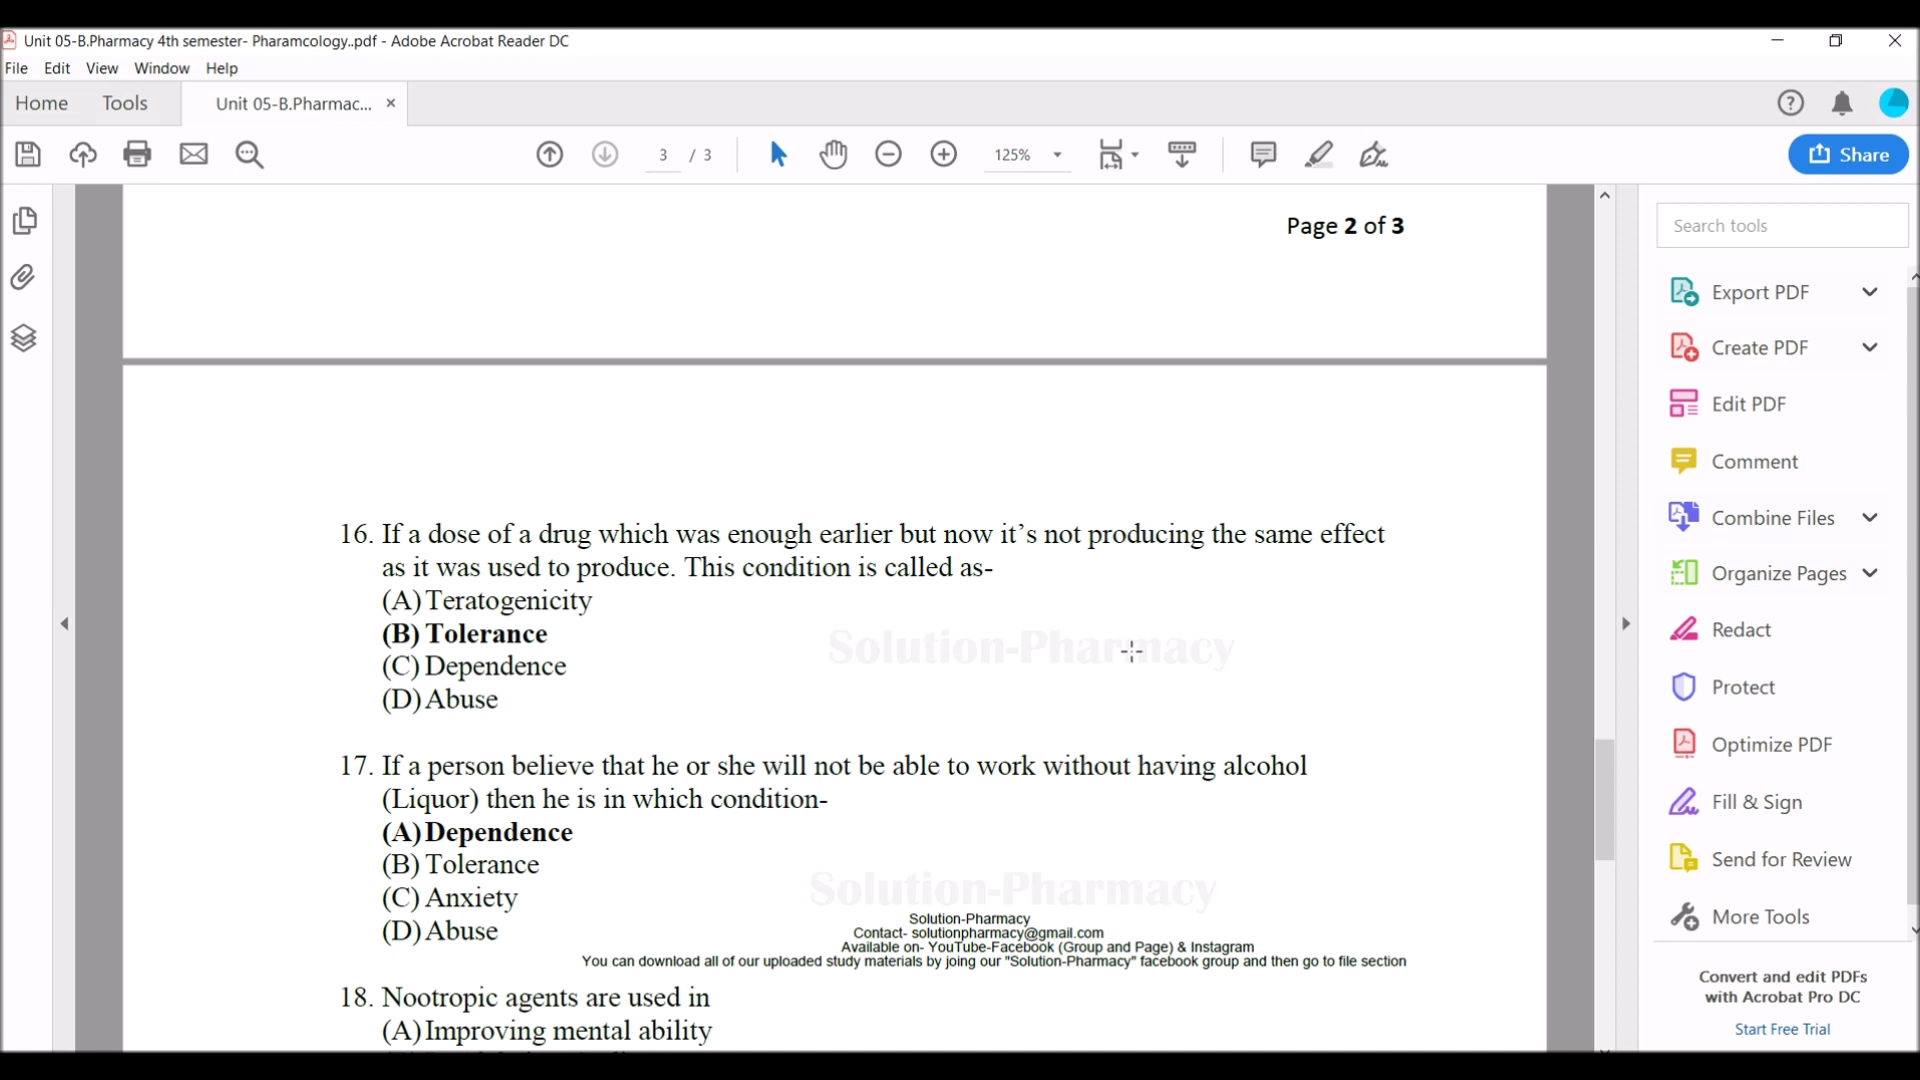 Unit 05-B.Pharmacy 4th semester- Pharamcology..pdf - Adobe Acrobat Reader DC
File Edit View Window Help
Home Tools Unit 05-B.Pharmac... ×
3 / 3 125% Share
Page 2 of 3
Search tools
Export PDF
Create PDF
Edit PDF
Comment
Combine Files
Organize Pages
Redact
Protect
Optimize PDF
Fill & Sign
Send for Review
More Tools
Convert and edit PDFs
with Acrobat Pro DC
Start Free Trial
16. If a dose of a drug which was enough earlier but now it’s not producing the same effect
as it was used to produce. This condition is called as-
(A) Teratogenicity
(B) Tolerance
Solution-Pharmacy
(C) Dependence
(D) Abuse
17. If a person believe that he or she will not be able to work without having alcohol
(Liquor) then he is in which condition-
(A) Dependence
(B) Tolerance
Solution-Pharmacy
(C) Anxiety
(D) Abuse
Solution-Pharmacy
Contact- solutionpharmacy@gmail.com
Available on- YouTube-Facebook (Group and Page) & Instagram
You can download all of our uploaded study materials by joing our "Solution-Pharmacy" facebook group and then go to file section
18. Nootropic agents are used in
(A) Improving mental ability